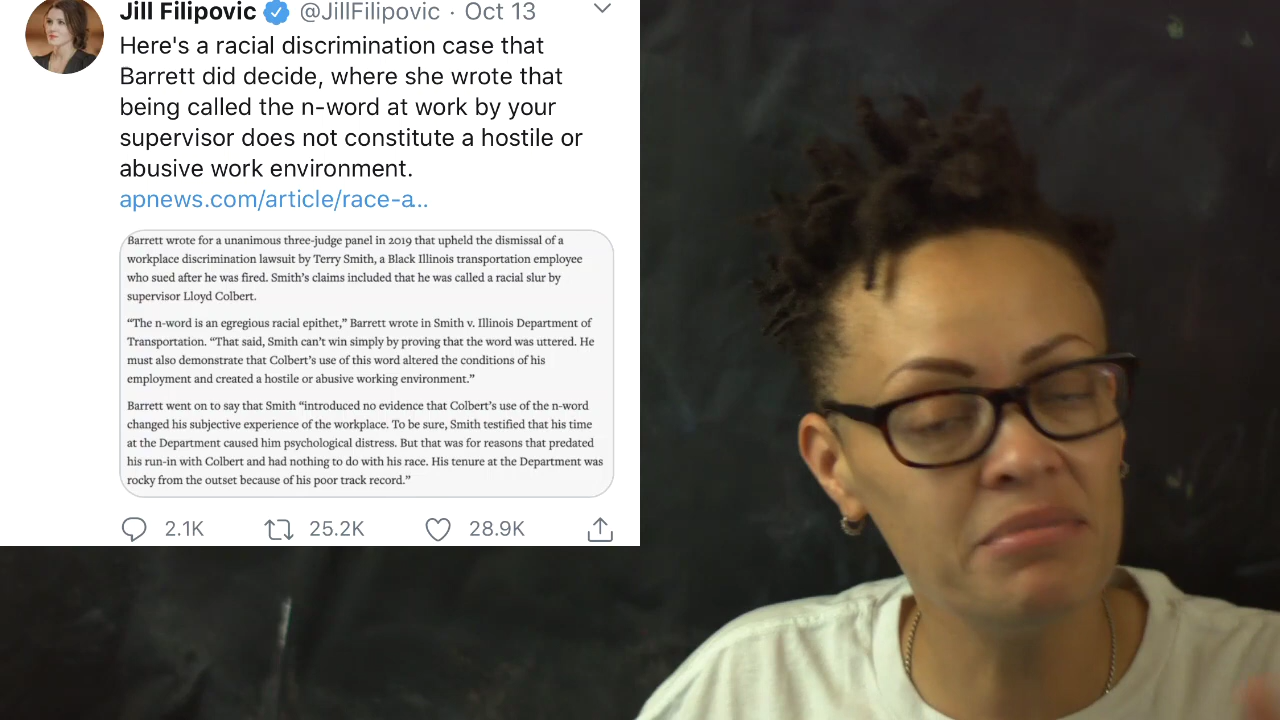 Jill Filipovic @JillFilipovic · Oct 13
Here's a racial discrimination case that
Barrett did decide, where she wrote that
being called the n-word at work by your
supervisor does not constitute a hostile or
abusive work environment.
apnews.com/article/race-a..
Barrett wrote for a unanimous three-judge panel in 2019 that upheld the dismissal of a
workplace discrimination lawsuit by Terry Smith, a Black Illinois transportation employee
who sued after he was fired. Smith’s claims included that he was called a racial slur by
supervisor Lloyd Colbert.
“The n-word is an egregious racial epithet,” Barrett wrote in Smith v. Illinois Department of
Transportation. “That said, Smith can’t win simply by proving that the word was uttered. He
must also demonstrate that Colbert’s use of this word altered the conditions of his
employment and created a hostile or abusive working environment.”
Barrett went on to say that Smith “introduced no evidence that Colbert’s use of the n-word
changed his subjective experience of the workplace. To be sure, Smith testified that his time
at the Department caused him psychological distress. But that was for reasons that predated
his run-in with Colbert and had nothing to do with his race. His tenure at the Department was
rocky from the outset because of his poor track record.”
2.1K 25.2K 28.9K